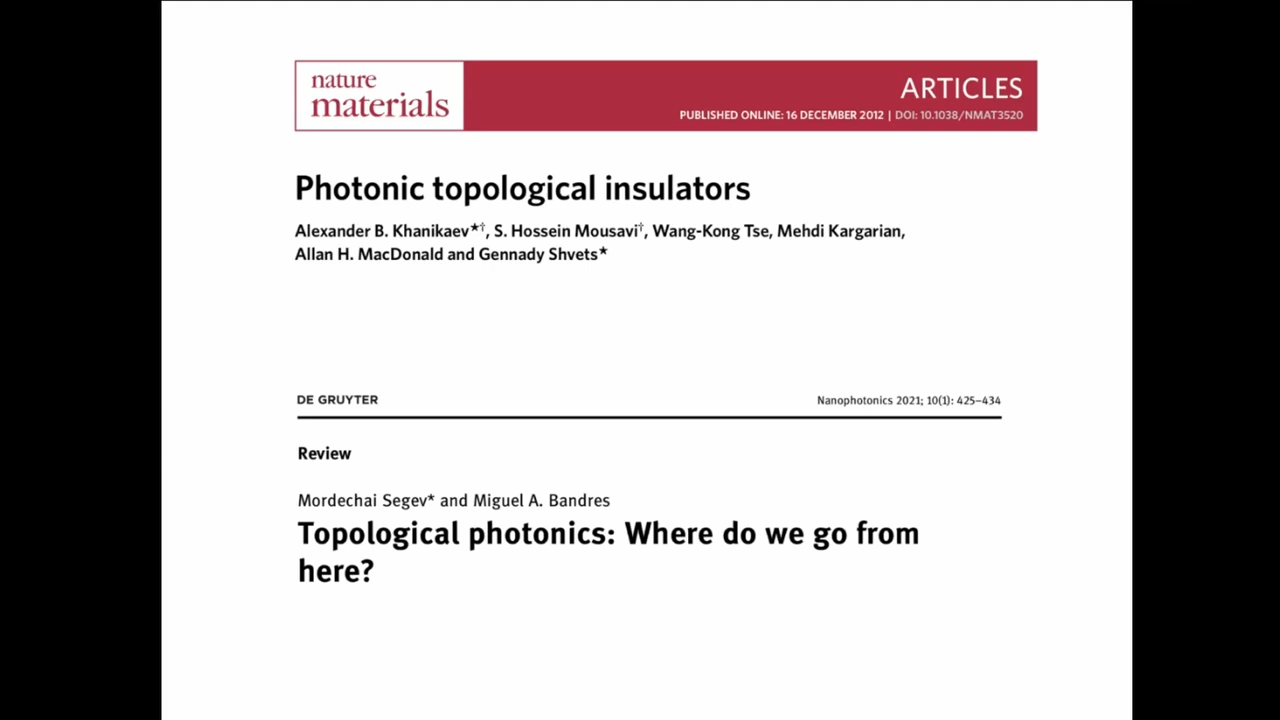 nature
materials
ARTICLES
PUBLISHED ONLINE: 16 DECEMBER 2012 | DOI: 10.1038/NMAT3520
Photonic topological insulators
Alexander B. Khanikaev★†, S. Hossein Mousavi†, Wang-Kong Tse, Mehdi Kargarian,
Allan H. MacDonald and Gennady Shvets★
DE GRUYTER
Nanophotonics 2021; 10(1): 425–434
Review
Mordechai Segev* and Miguel A. Bandres
Topological photonics: Where do we go from
here?